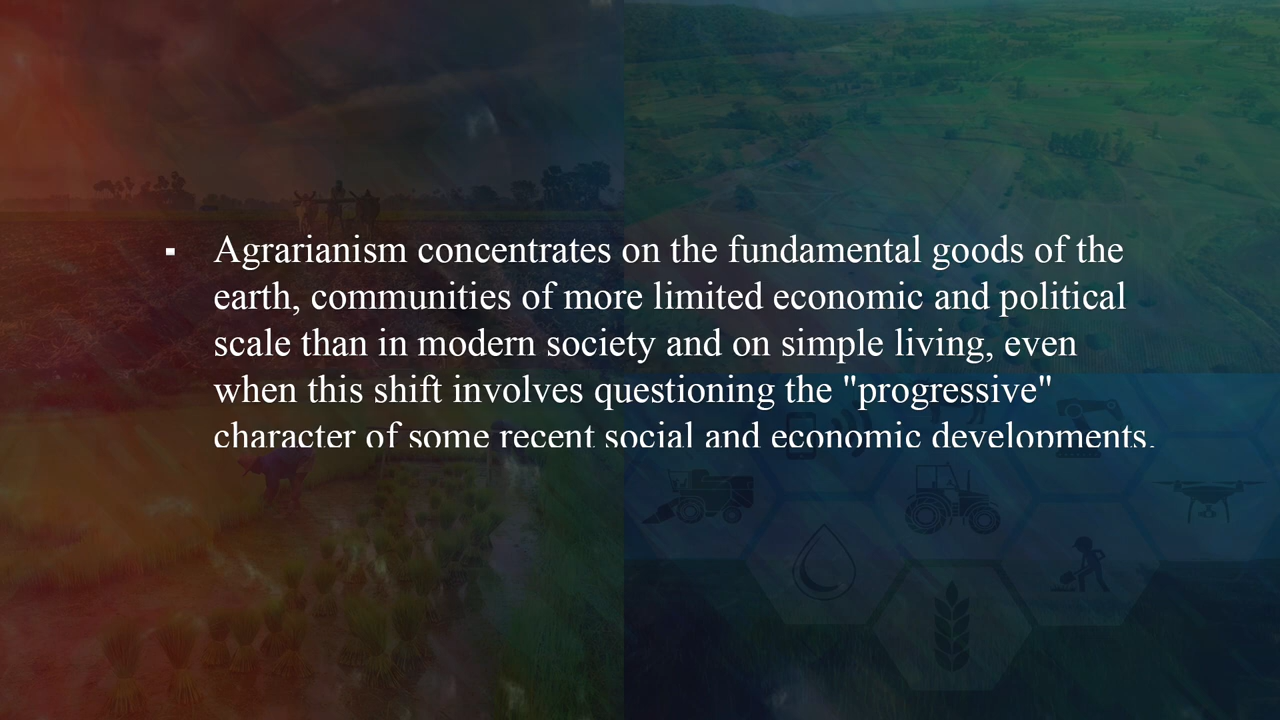 ▪ Agrarianism concentrates on the fundamental goods of the
earth, communities of more limited economic and political
scale than in modern society and on simple living, even
when this shift involves questioning the "progressive"
character of some recent social and economic developments.